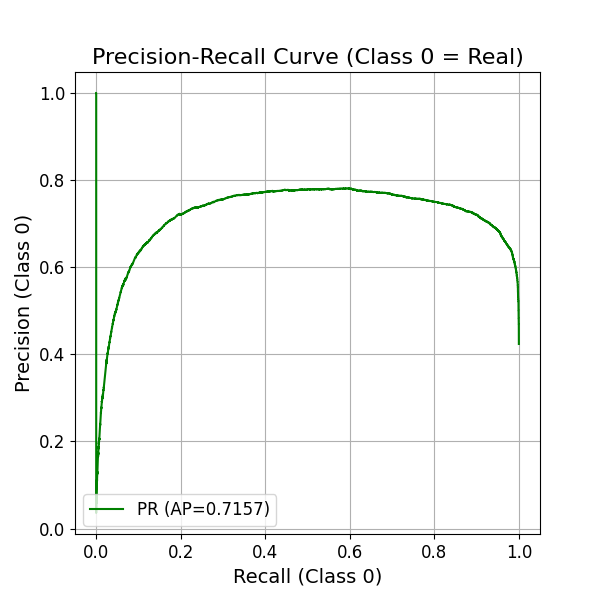 Precision-Recall Curve (Class 0 = Real)
Precision (Class 0)
1.0
0.8
0.6
0.4
0.2
0.0
PR (AP=0.7157)
0.0 0.2 0.4 0.6 0.8 1.0
Recall (Class 0)